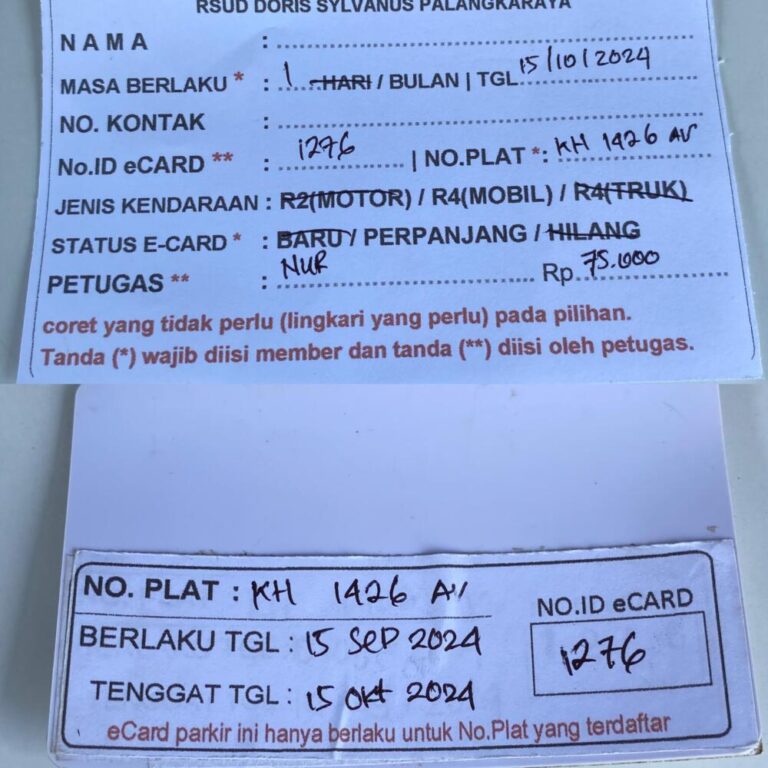 RSUD DORIS SYLVANUS PALANGKARAYA
NAMA :
MASA BERLAKU * : 1 HARI / BULAN | TGL 15/10/2024
NO. KONTAK :
No.ID eCARD ** : 1276 | NO.PLAT *: KH 1426 AV
JENIS KENDARAAN : R2(MOTOR) / R4(MOBIL) / R4(TRUK)
STATUS E-CARD * : BARU / PERPANJANG / HILANG
PETUGAS ** : NUR Rp. 75.000
coret yang tidak perlu (lingkari yang perlu) pada pilihan.
Tanda (*) wajib diisi member dan tanda (**) diisi oleh petugas.
NO. PLAT : KH 1426 AV
NO.ID eCARD
BERLAKU TGL : 15 SEP 2024
1276
TENGGAT TGL : 15 OKt 2024
eCard parkir ini hanya berlaku untuk No.Plat yang terdaftar